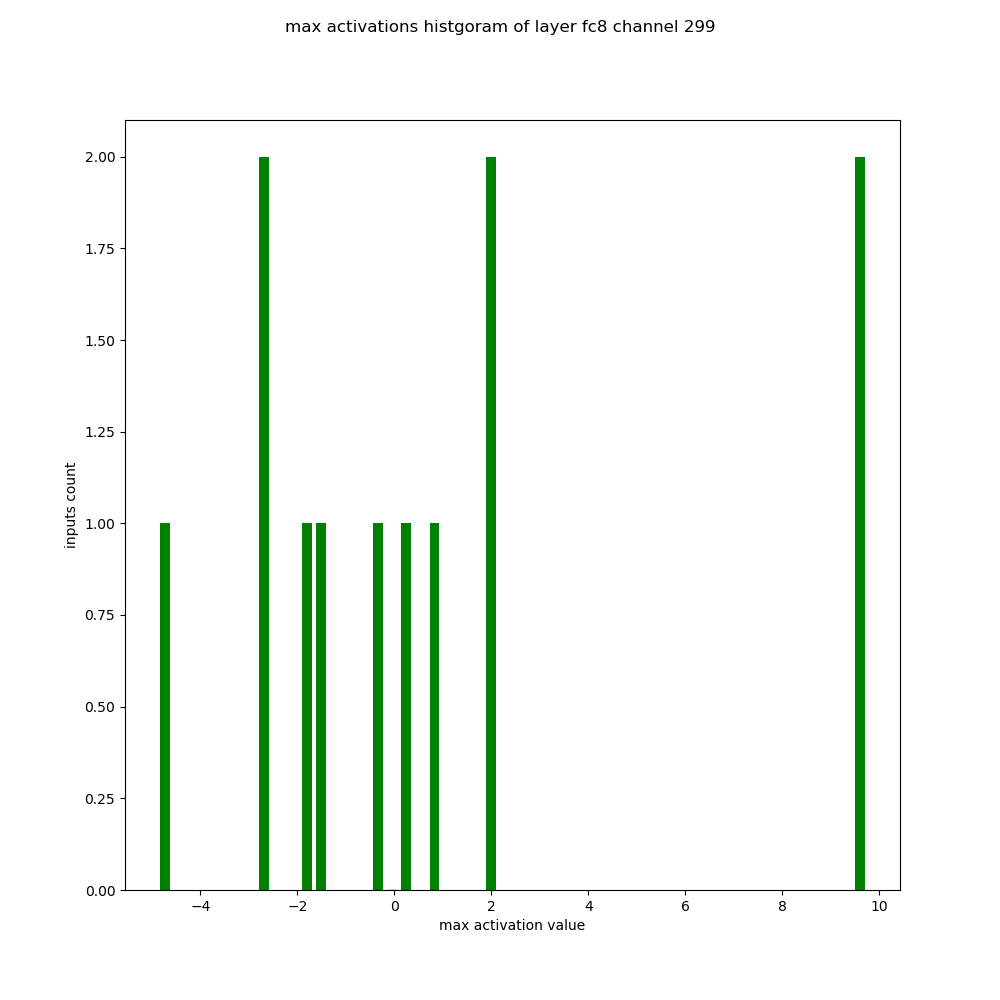 max activations histgoram of layer fc8 channel 299
2.00
1.75
1.50
1.25
1.00
0.75
0.50
0.25
0.00
inputs count
−4 −2 0 2 4 6 8 10
max activation value